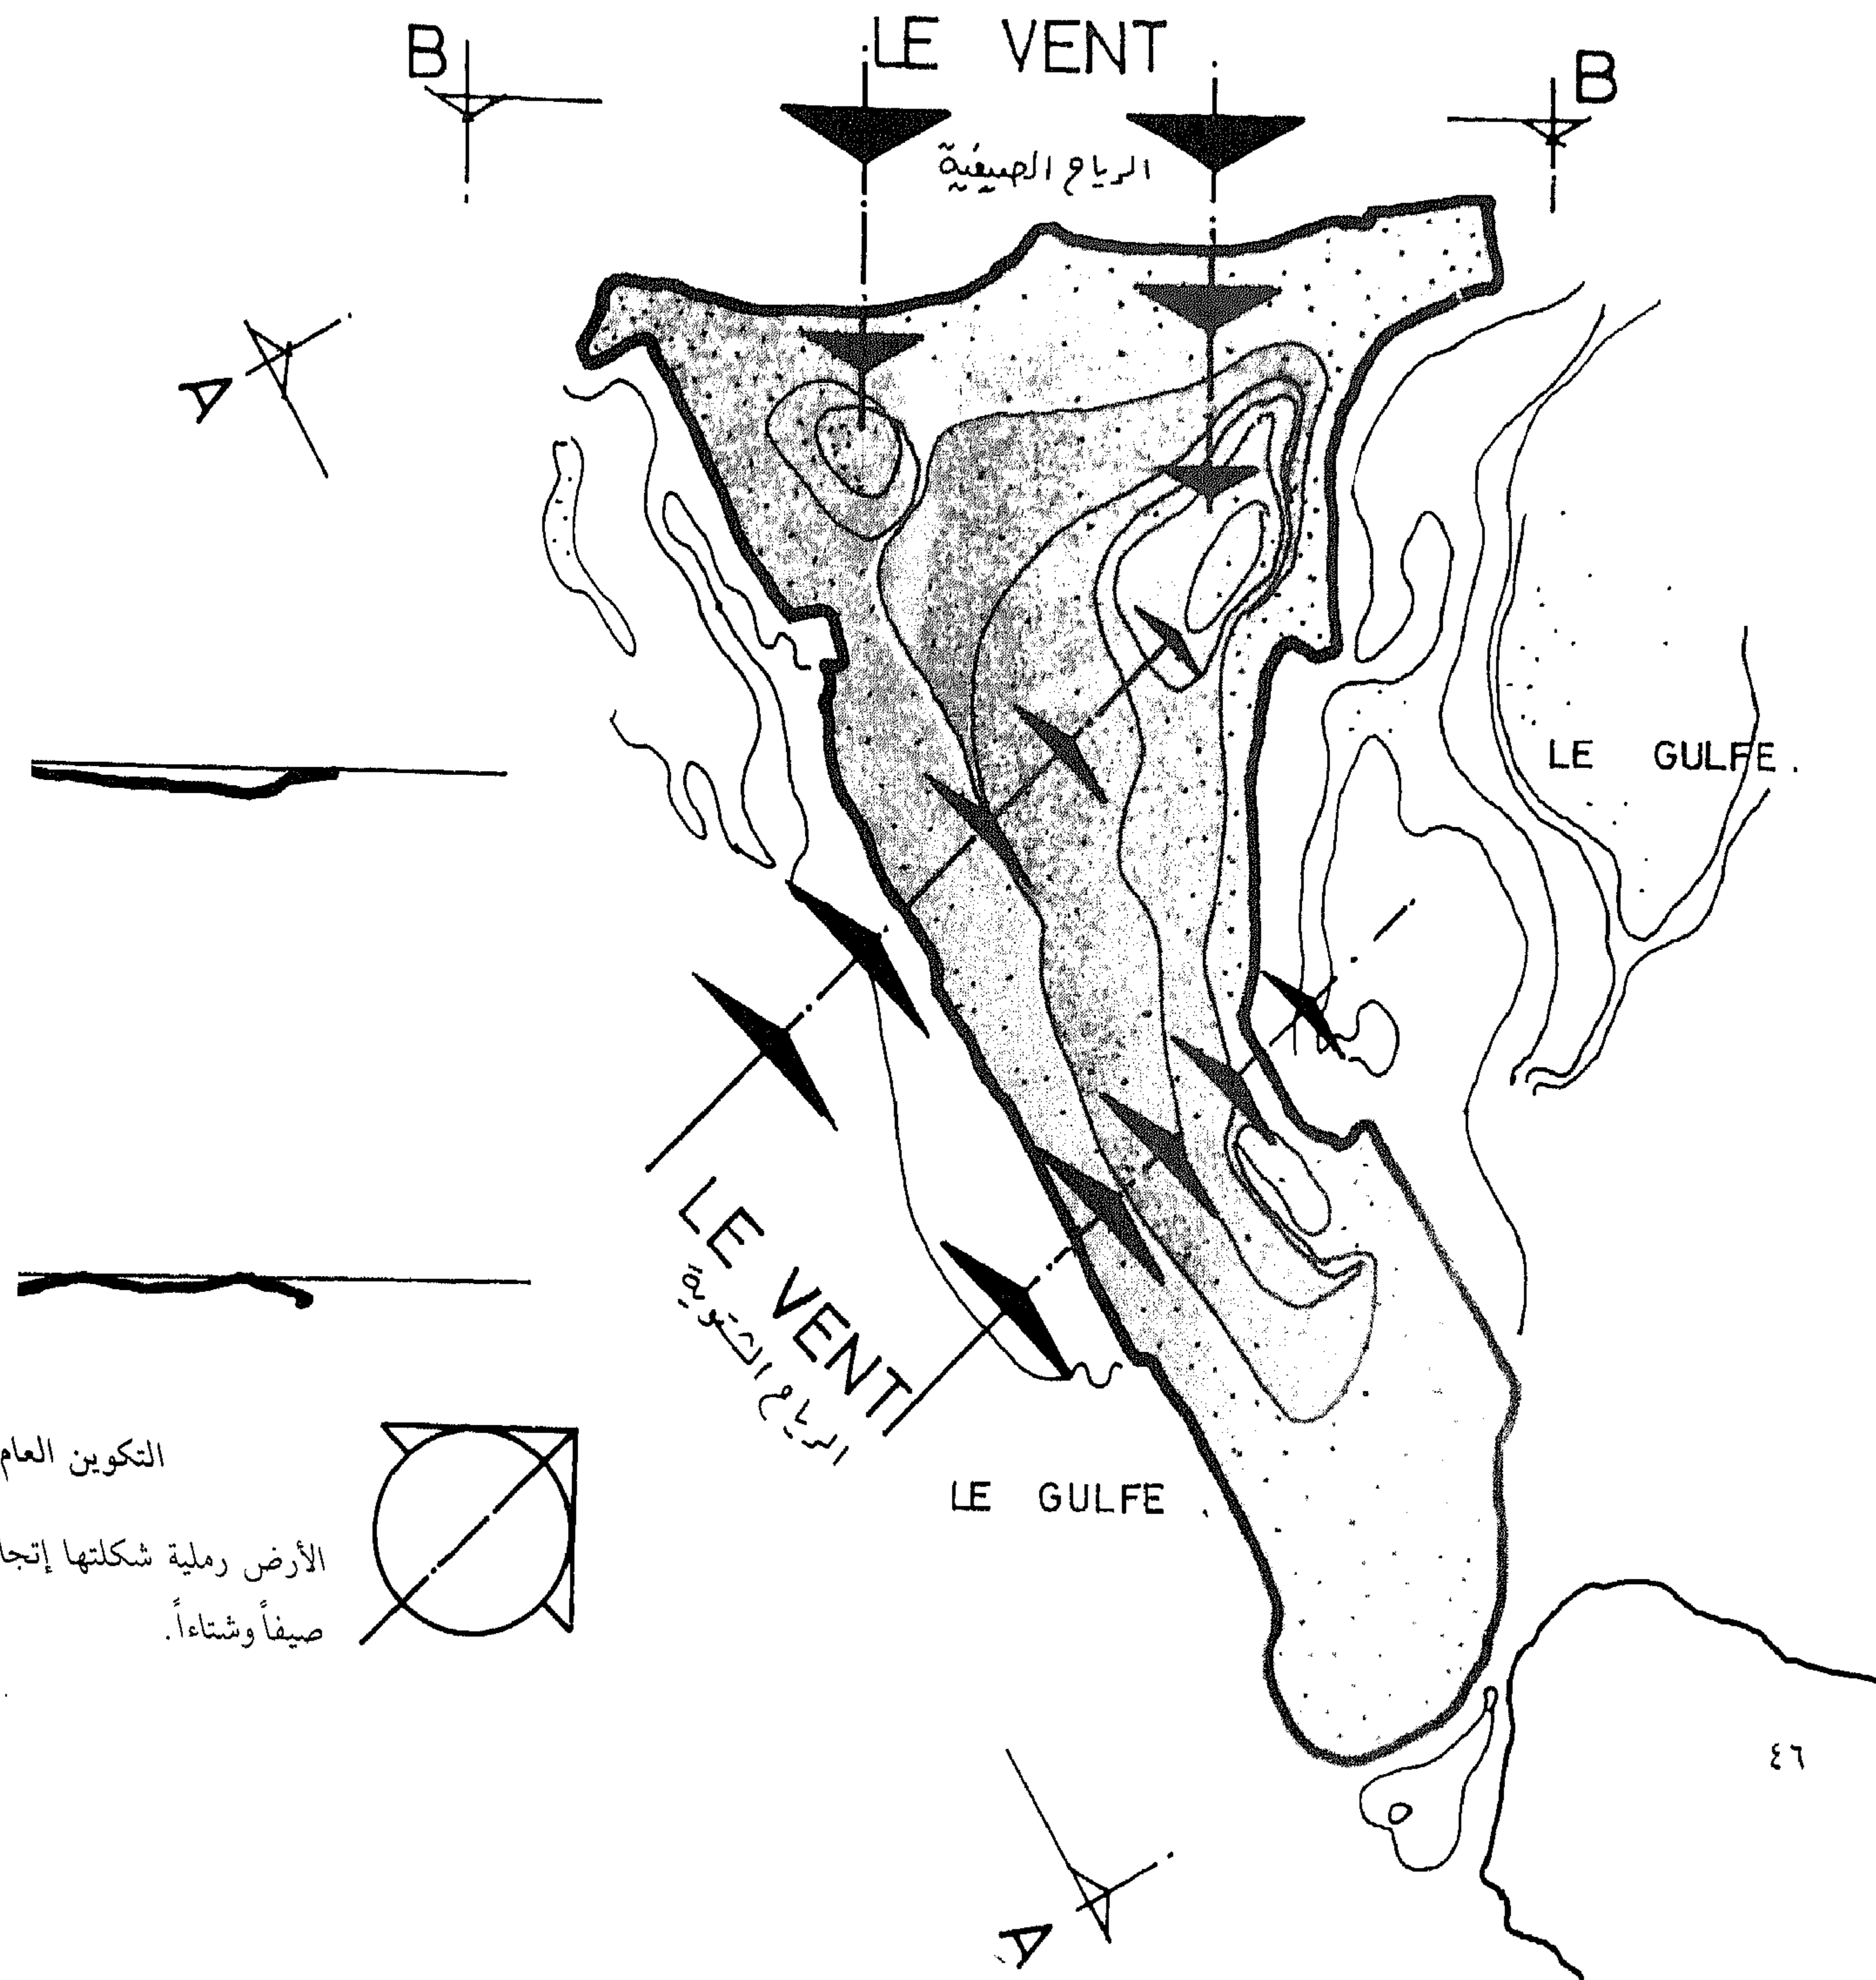 B
LE VENT
B
الرياح الصيفية
A
LE GULFE.
LE VENT
الرياح الشتوية
LE GULFE
التكوين العام
الأرض رملية شكلتها
صيفاً وشتاءاً.
٤٦
A